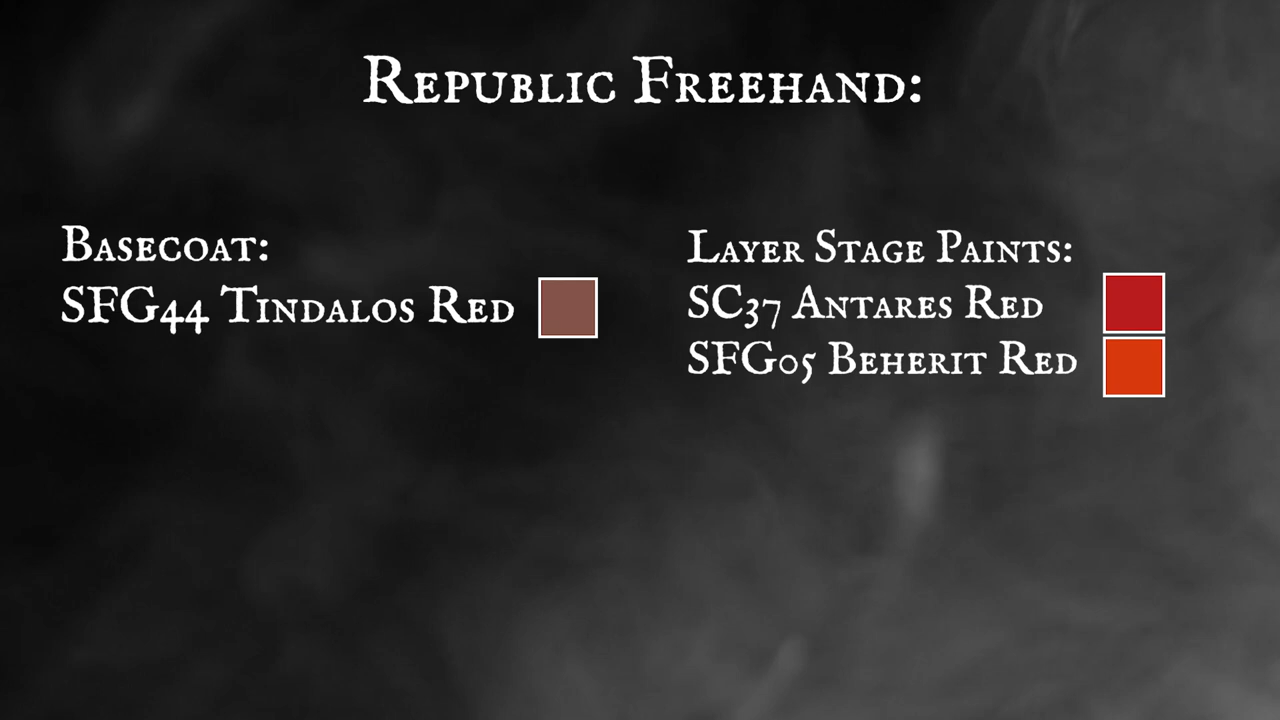 Republic Freehand:
Basecoat:
SFG44 Tindalos Red
Layer Stage Paints:
SC37 Antares Red
SFG05 Beherit Red